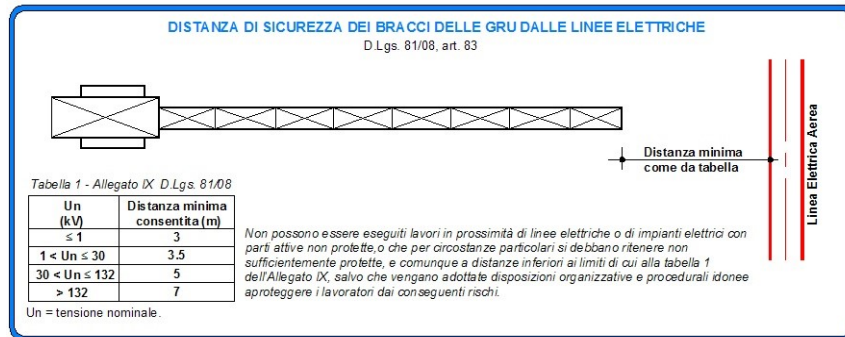 DISTANZA DI SICUREZZA DEI BRACCI DELLE GRU DALLE LINEE ELETTRICHE
D.Lgs. 81/08, art. 83
Distanza minima
come da tabella
Linea Elettrica Aerea
Tabella 1 - Allegato IX D.Lgs. 81/08
Un Distanza minima
(kV) consentita (m)
≤ 1 3
1 < Un ≤ 30 3.5
30 < Un ≤ 132 5
> 132 7
Un = tensione nominale.
Non possono essere eseguiti lavori in prossimità di linee elettriche o di impianti elettrici con
parti attive non protette,o che per circostanze particolari si debbano ritenere non
sufficientemente protette, e comunque a distanze inferiori ai limiti di cui alla tabella 1
dell'Allegato IX, salvo che vengano adottate disposizioni organizzative e procedurali idonee
aproteggere i lavoratori dai conseguenti rischi.